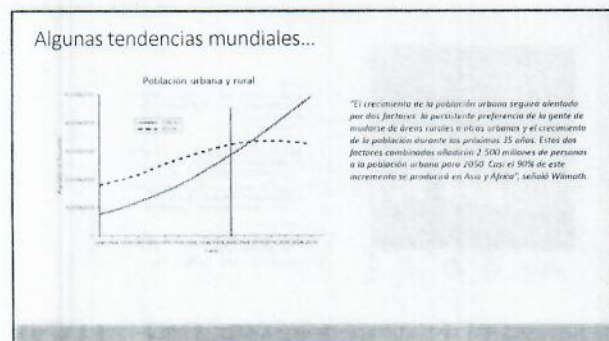 Algunas tendencias mundiales...
Población urbana y rural
"El crecimiento de la población urbana seguirá alentado
por dos factores: la persistente preferencia de la gente de
mudarse de áreas rurales a otras urbanas y el crecimiento
de la población durante los próximos 35 años. Estos dos
factores combinados añadirán 2.500 millones de personas
a la población urbana para 2050. Casi el 90% de este
incremento se producirá en Asia y Africa", señaló Wilmoth.